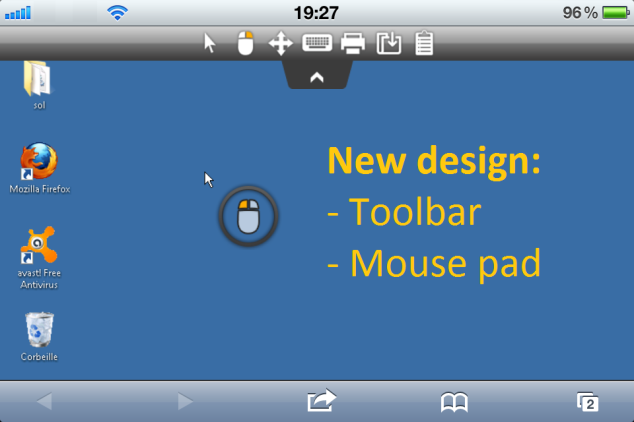 19:27
96 %
sol
Mozilla Firefox
avast! Free
Antivirus
Corbeille
New design:
- Toolbar
- Mouse pad
2